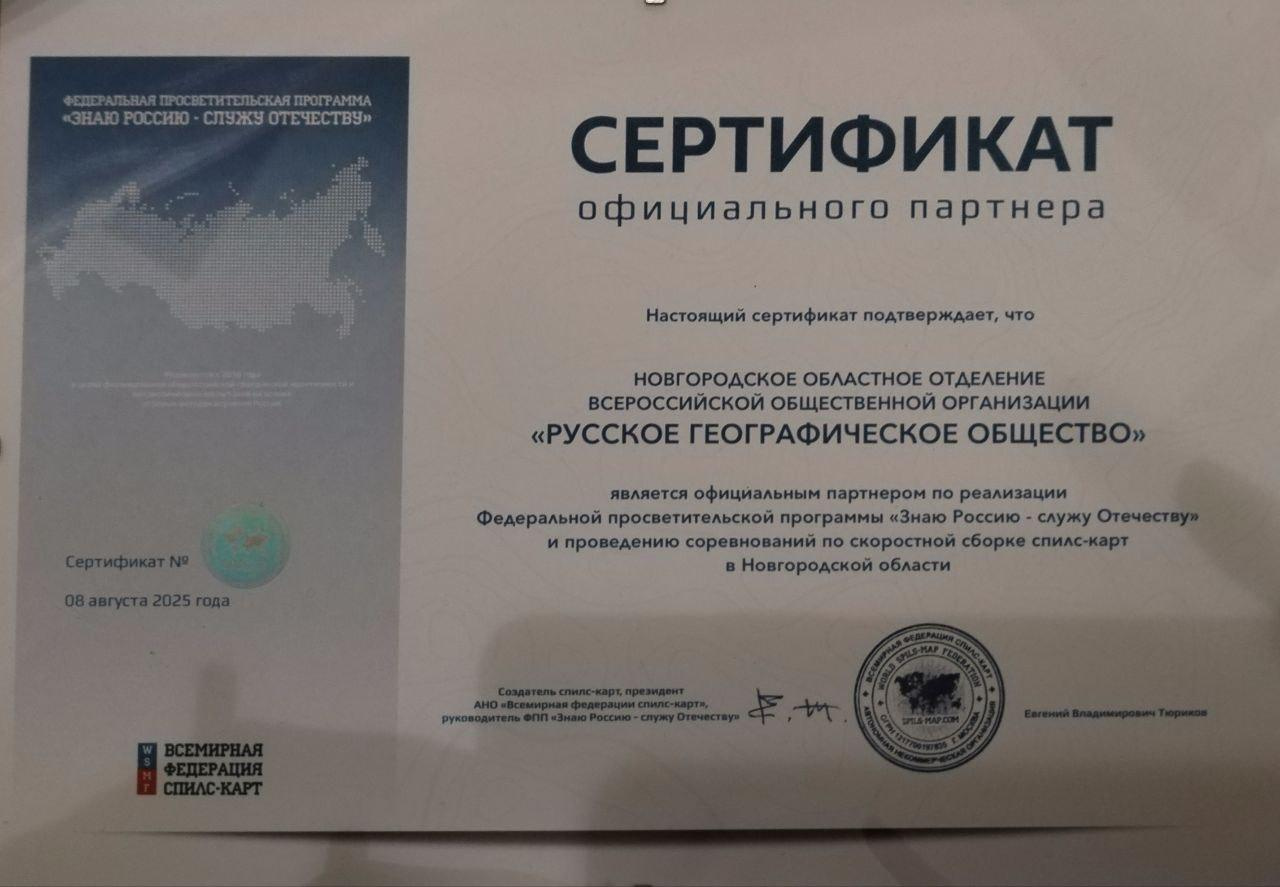 ФЕДЕРАЛЬНАЯ ПРОСВЕТИТЕЛЬСКАЯ ПРОГРАММА
«ЗНАЮ РОССИЮ - СЛУЖУ ОТЕЧЕСТВУ»
Сертификат №
08 августа 2025 года
W
S
M
F
ВСЕМИРНАЯ
ФЕДЕРАЦИЯ
СПИЛС-КАРТ
СЕРТИФИКАТ
официального партнера
Настоящий сертификат подтверждает, что
НОВГОРОДСКОЕ ОБЛАСТНОЕ ОТДЕЛЕНИЕ
ВСЕРОССИЙСКОЙ ОБЩЕСТВЕННОЙ ОРГАНИЗАЦИИ
«РУССКОЕ ГЕОГРАФИЧЕСКОЕ ОБЩЕСТВО»
является официальным партнером по реализации
Федеральной просветительской программы «Знаю Россию - служу Отечеству»
и проведению соревнований по скоростной сборке спилс-карт
в Новгородской области
Создатель спилс-карт, президент
АНО «Всемирная федерации спилс-карт»,
руководитель ФПП «Знаю Россию - служу Отечеству»
ВСЕМИРНАЯ ФЕДЕРАЦИЯ СПИЛС-КАРТ
WORLD SPILS-MAP FEDERATION
SPILS-MAP.COM
АВТОНОМНАЯ НЕКОММЕРЧЕСКАЯ ОРГАНИЗАЦИЯ
Евгений Владимирович Тюриков